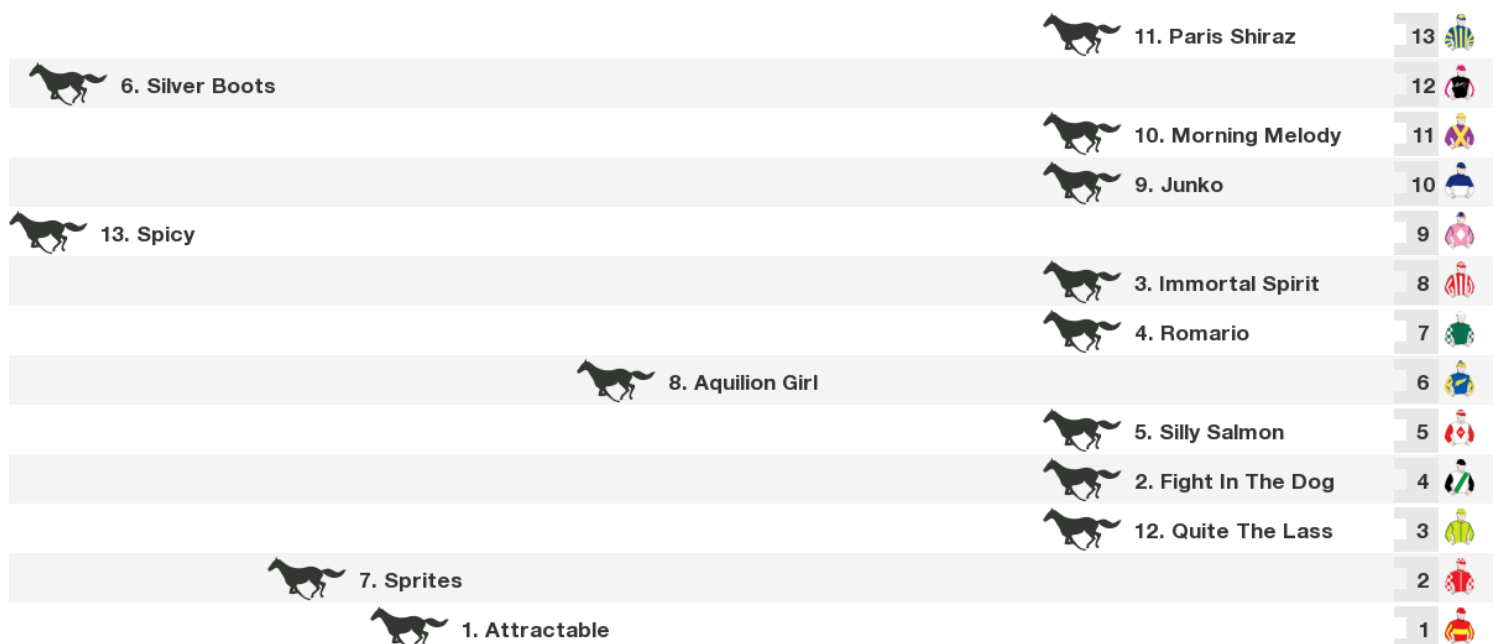 11. Paris Shiraz 13
6. Silver Boots 12
10. Morning Melody 11
9. Junko 10
13. Spicy 9
3. Immortal Spirit 8
4. Romario 7
8. Aquilion Girl 6
5. Silly Salmon 5
2. Fight In The Dog 4
12. Quite The Lass 3
7. Sprites 2
1. Attractable 1